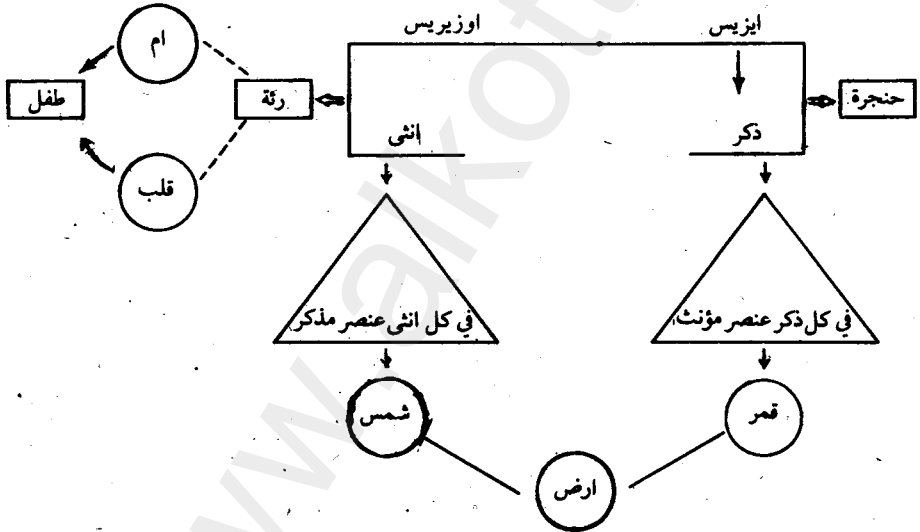 ايزيس
اوزيريس
ام
حنجرة
رئة
طفل
ذكر
انثى
قلب
في كل ذكر عنصر مؤنث
في كل انثى عنصر مذكر
قمر
شمس
ارض